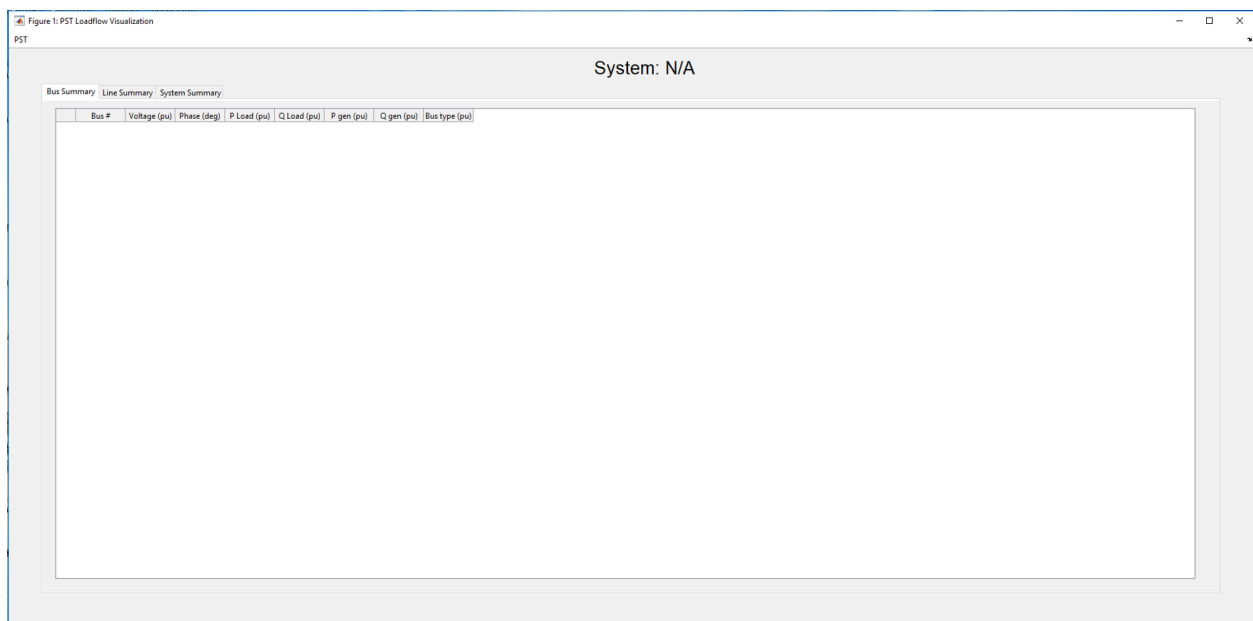 Figure 1: PST Loadflow Visualization
PST
System: N/A
Bus Summary Line Summary System Summary
Bus # Voltage (pu) Phase (deg) P Load (pu) Q Load (pu) P gen (pu) Q gen (pu) Bus type (pu)